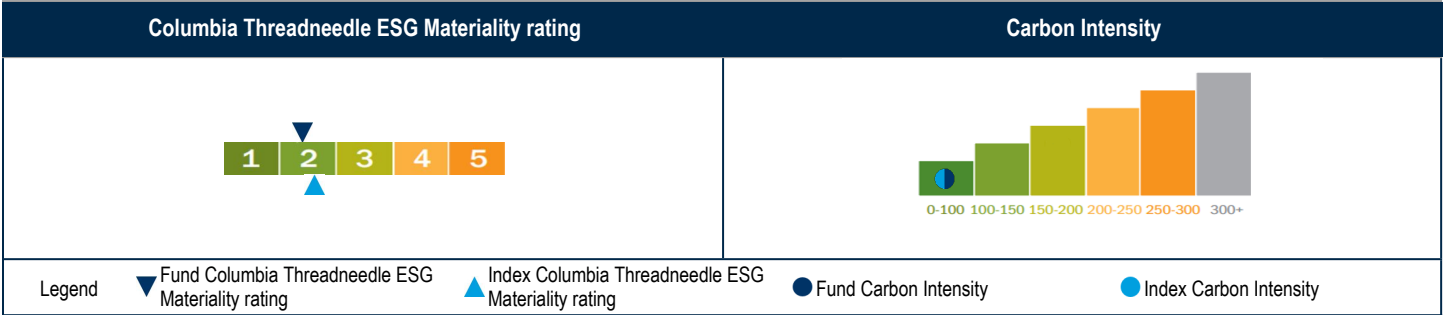 Columbia Threadneedle ESG Materiality rating
Carbon Intensity
1 2 3 4 5
0-100 100-150 150-200 200-250 250-300 300+
Legend
Fund Columbia Threadneedle ESG
Materiality rating
Index Columbia Threadneedle ESG
Materiality rating
Fund Carbon Intensity
Index Carbon Intensity